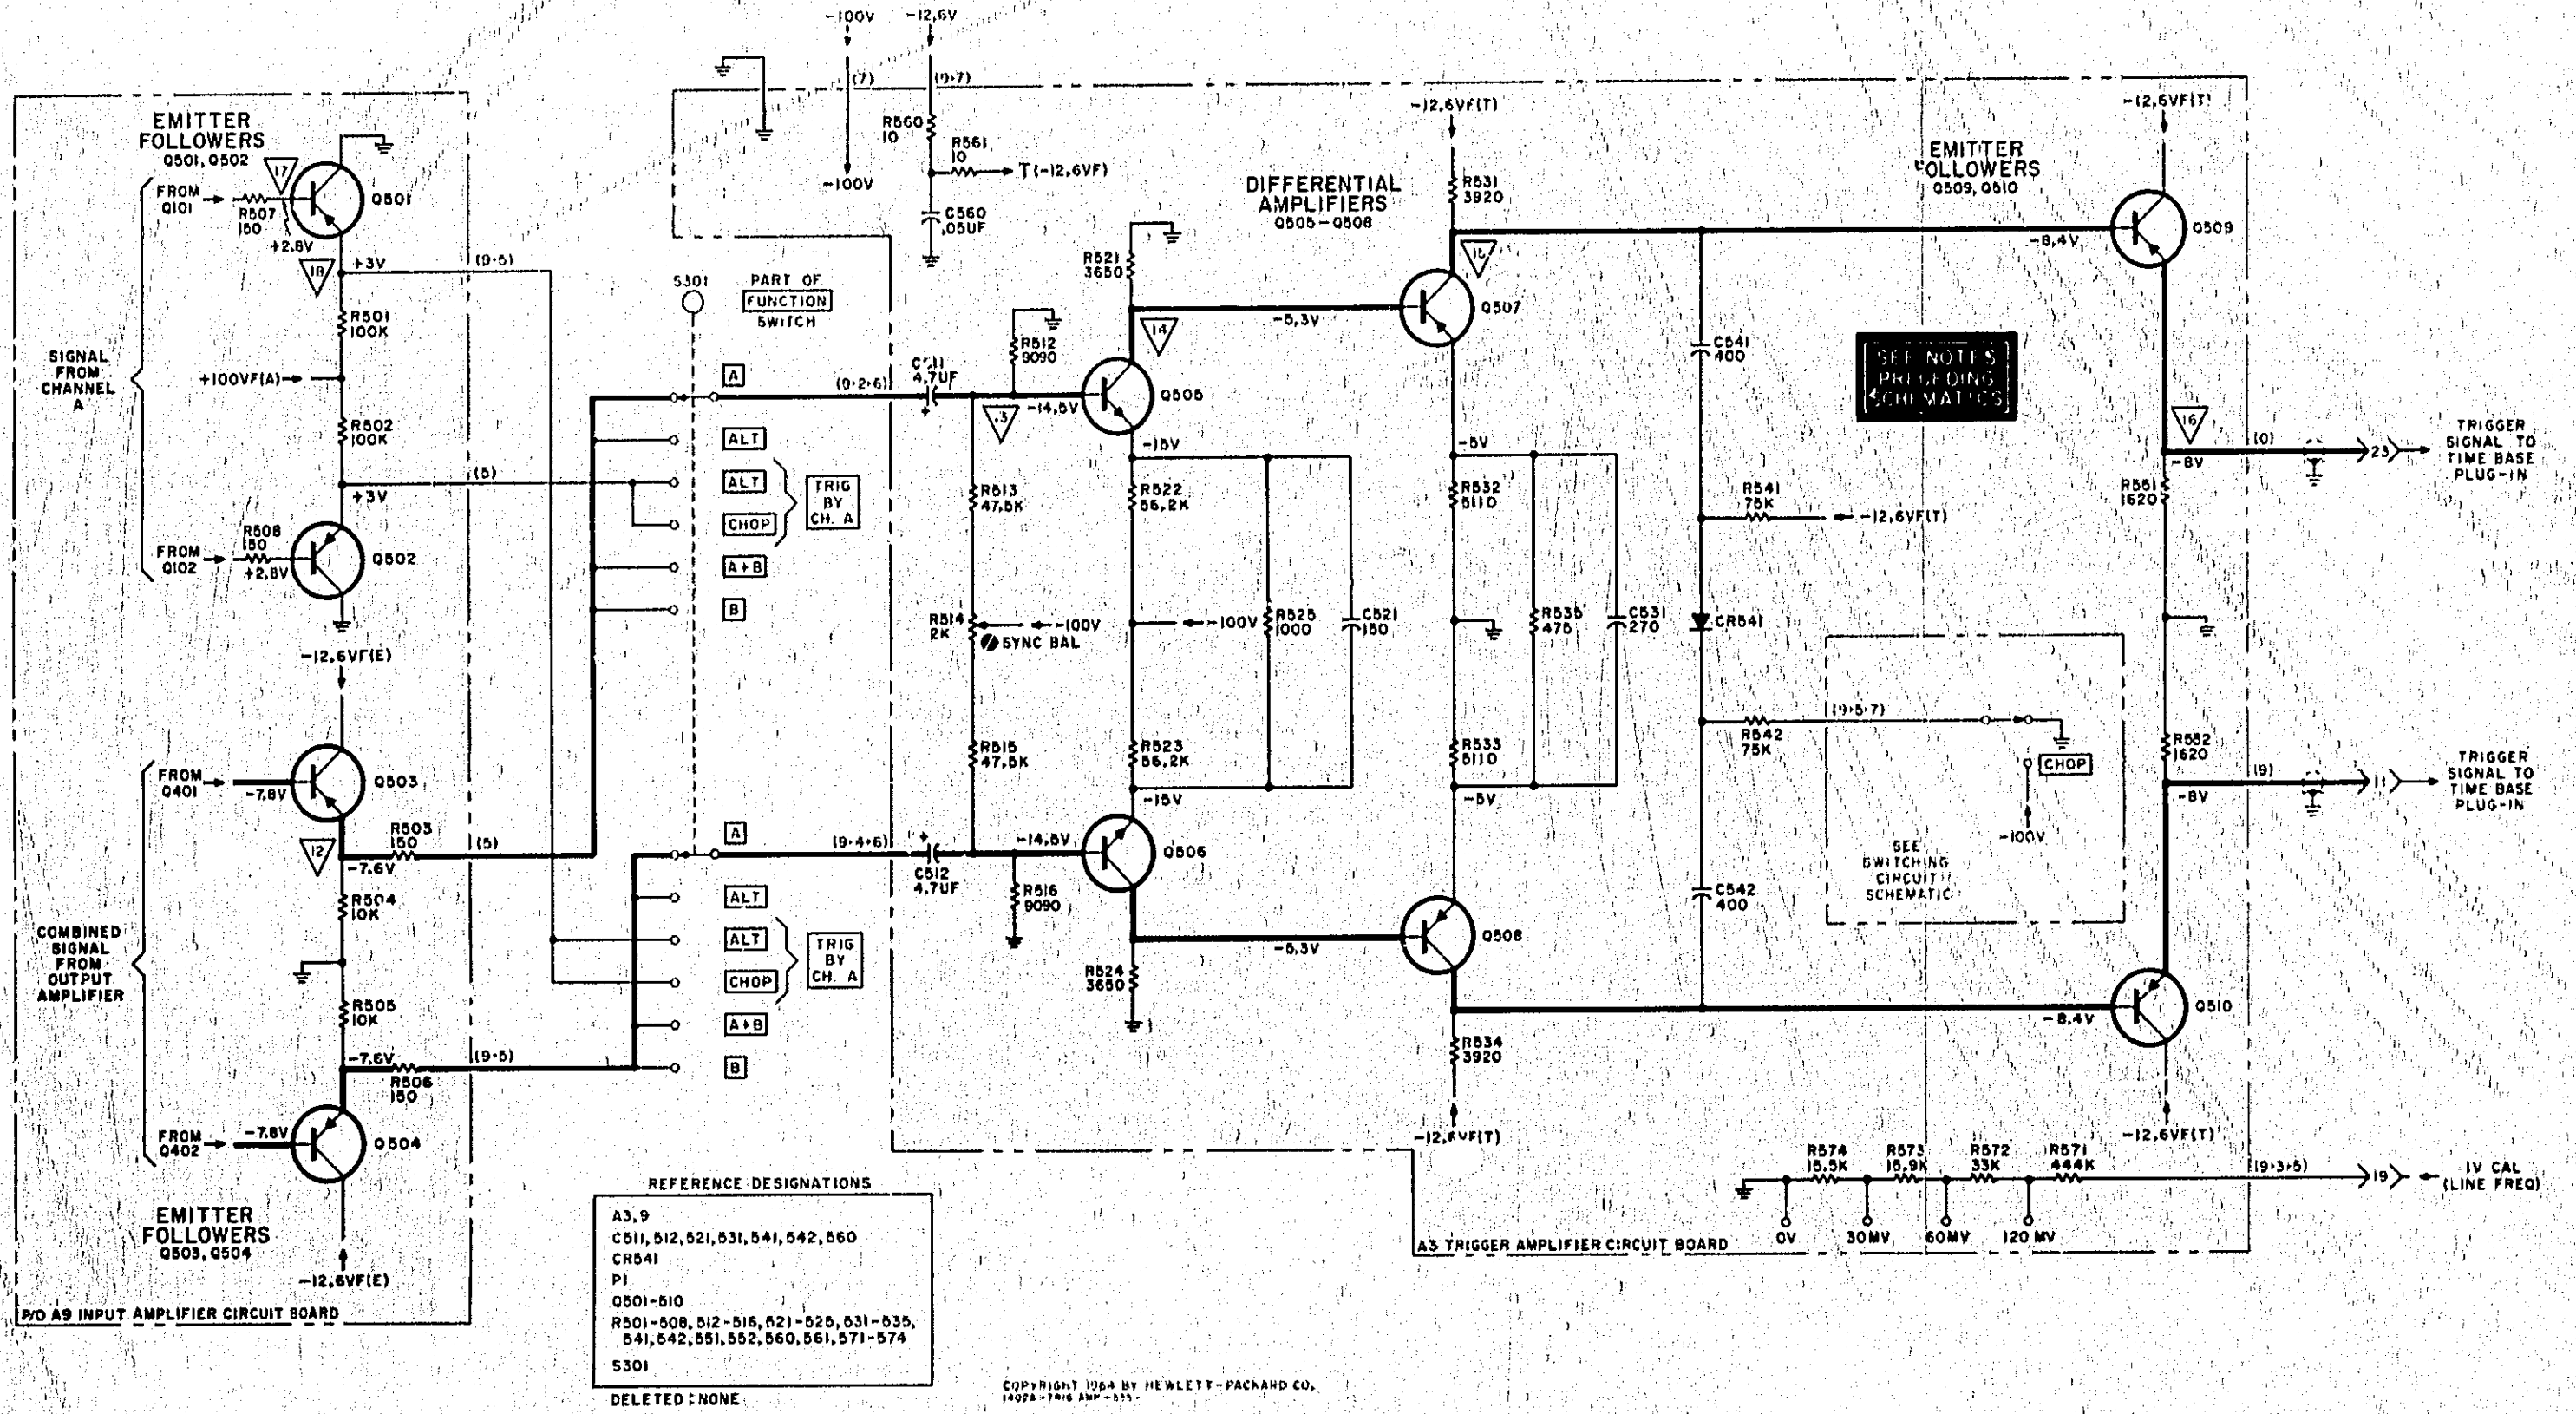 -100V
-12,6V
(7)
(9·7)
R560
10
R561
10
T(-12,6VF)
-100V
C560
,05UF
EMITTER
FOLLOWERS
Q501, Q502
17
FROM
Q101
R507
150
Q501
+2,8V
+3V
18
(9·5)
R501
100K
SIGNAL
FROM
CHANNEL
A
+100VF(A)
R502
100K
(5)
+3V
R508
150
FROM
Q102
+2,8V
Q502
-12,6VF(E)
FROM
Q401
-7,8V
Q503
12
R503
150
(5)
-7,6V
R504
10K
COMBINED
SIGNAL
FROM
OUTPUT
AMPLIFIER
R505
10K
-7,6V
(9·5)
R506
150
FROM
Q402
-7,8V
Q504
EMITTER
FOLLOWERS
Q503, Q504
-12,6VF(E)
P/O A9 INPUT AMPLIFIER CIRCUIT BOARD
S301
PART OF
FUNCTION
SWITCH
A
ALT
ALT
CHOP
TRIG
BY
CH. A
A+B
B
A
ALT
ALT
CHOP
TRIG
BY
CH. A
A+B
B
(9·2·6)
C511
4,7UF
R512
9090
-14,5V
Q505
R513
47,5K
R514
2K
-100V
SYNC BAL
R515
47,5K
(9·4·6)
C512
4,7UF
-14,5V
R516
9090
Q506
R521
3650
14
-5,3V
-15V
R522
56,2K
-100V
R525
1000
C521
150
R523
56,2K
-15V
R524
3650
-5,3V
DIFFERENTIAL
AMPLIFIERS
Q505-Q508
-12,6VF(T)
R531
3920
Q507
-5V
R532
5110
R535
475
C531
270
R533
5110
-5V
Q508
R534
3920
-12,6VF(T)
C541
400
R541
75K
-12,6VF(T)
CR541
R542
75K
(9·5·7)
CHOP
-100V
SEE
SWITCHING
CIRCUIT
SCHEMATIC
C542
400
SEE NOTES
PRECEDING
SCHEMATICS
EMITTER
FOLLOWERS
Q509, Q510
-12,6VF(T)
-8,4V
Q509
16
(0)
-8V
23
TRIGGER
SIGNAL TO
TIME BASE
PLUG-IN
R551
1620
R552
1620
(9)
-8V
11
TRIGGER
SIGNAL TO
TIME BASE
PLUG-IN
-8,4V
Q510
-12,6VF(T)
R574
15,5K
R573
15,9K
R572
33K
R571
444K
(9·3·5)
19
1V CAL
(LINE FREQ)
0V
30MV
60MV
120MV
A3 TRIGGER AMPLIFIER CIRCUIT BOARD
REFERENCE DESIGNATIONS
A3,9
C511,512,521,531,541,542,560
CR541
P1
Q501-510
R501-508,512-516,521-525,531-535,
541,542,551,552,560,561,571-574
S301
DELETED: NONE
COPYRIGHT 1964 BY HEWLETT-PACKARD CO.